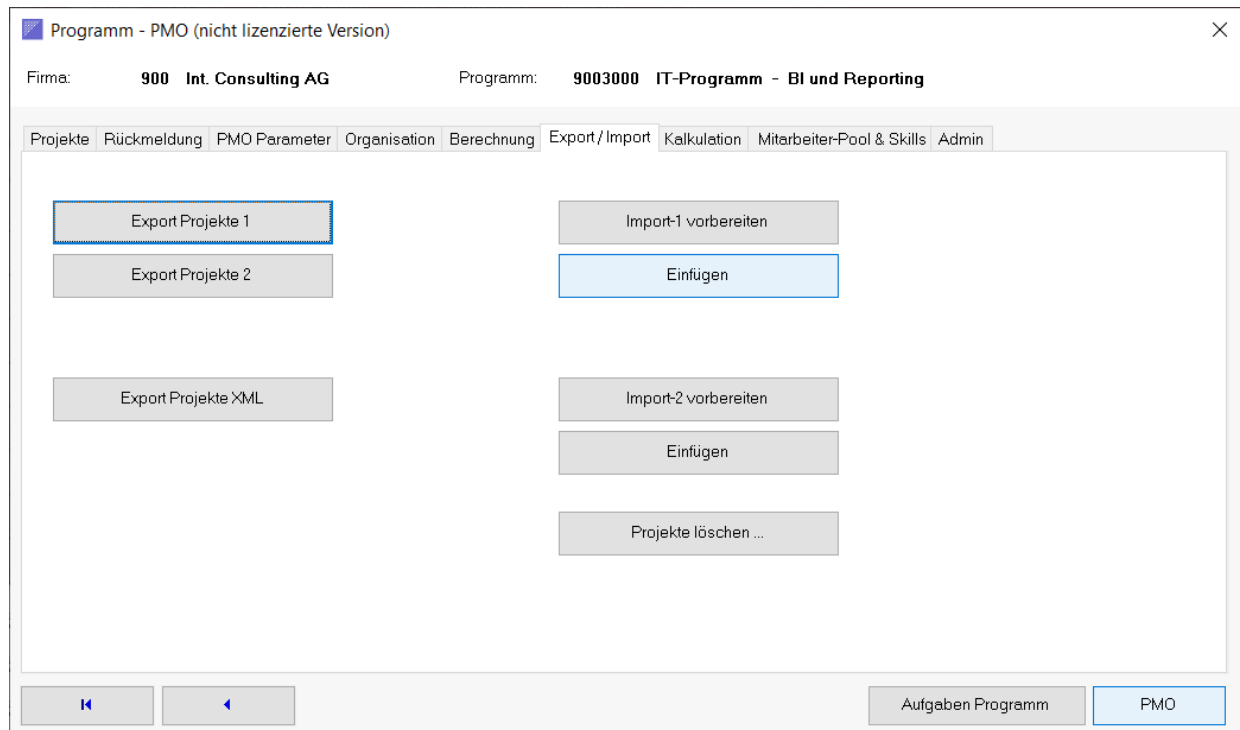 Programm - PMO (nicht lizenzierte Version)
Firma: 900 Int. Consulting AG Programm: 9003000 IT-Programm - BI und Reporting
Projekte Rückmeldung PMO Parameter Organisation Berechnung Export / Import Kalkulation Mitarbeiter-Pool & Skills Admin
Export Projekte 1 Import-1 vorbereiten
Export Projekte 2 Einfügen
Export Projekte XML Import-2 vorbereiten
Einfügen
Projekte löschen ...
Aufgaben Programm PMO